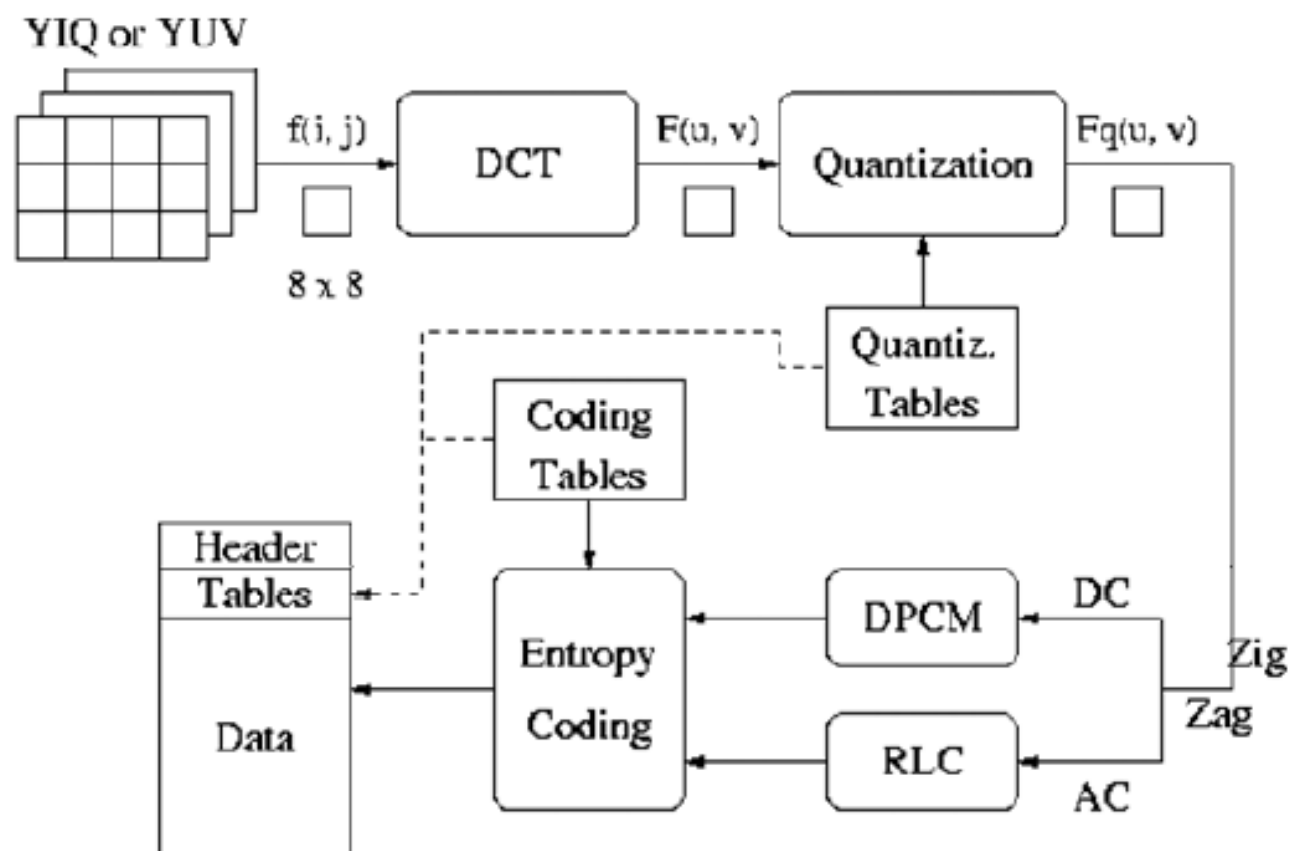 YIQ or YUV
f(i, j)
F(u, v)
Fq(u, v)
DCT
Quantization
8 x 8
Quantiz.
Tables
Coding
Tables
Header
Tables
Data
Entropy
Coding
DPCM
DC
Zig
Zag
RLC
AC